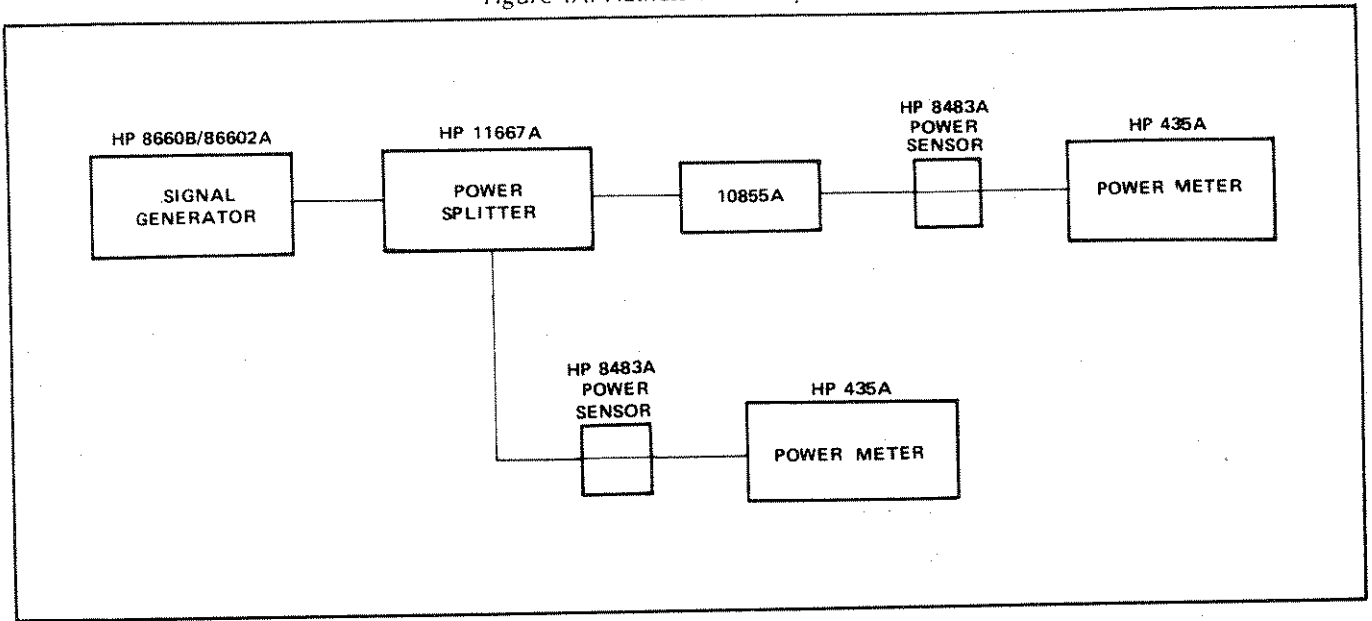 Figure
HP 8660B/86602A
SIGNAL
GENERATOR
HP 11667A
POWER
SPLITTER
10855A
HP 8483A
POWER
SENSOR
HP 435A
POWER METER
HP 8483A
POWER
SENSOR
HP 435A
POWER METER